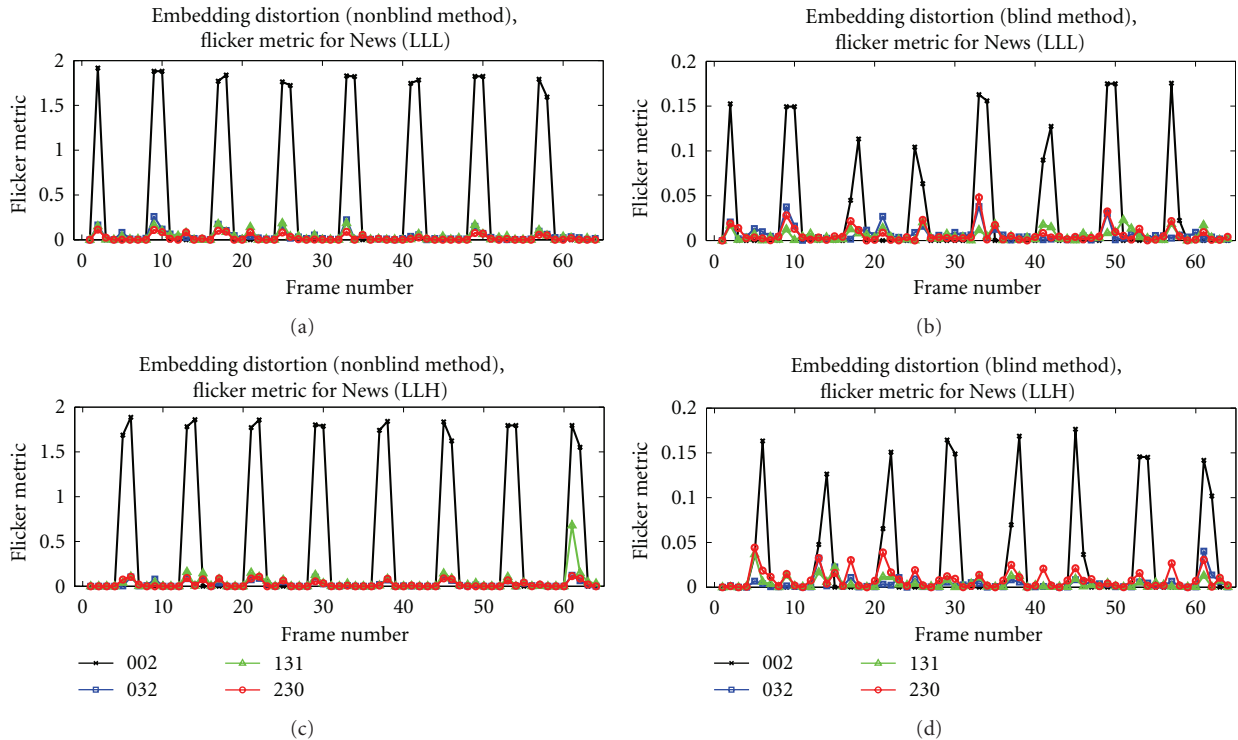 Embedding distortion (nonblind method),
flicker metric for News (LLL)
2
1.5
1
0.5
0
Flicker metric
0 10 20 30 40 50 60
Frame number
(a)
Embedding distortion (blind method),
flicker metric for News (LLL)
0.2
0.15
0.1
0.05
0
Flicker metric
0 10 20 30 40 50 60
Frame number
(b)
Embedding distortion (nonblind method),
flicker metric for News (LLH)
2
1.5
1
0.5
0
Flicker metric
0 10 20 30 40 50 60
Frame number
002 131
032 230
(c)
Embedding distortion (blind method),
flicker metric for News (LLH)
0.2
0.15
0.1
0.05
0
Flicker metric
0 10 20 30 40 50 60
Frame number
002 131
032 230
(d)